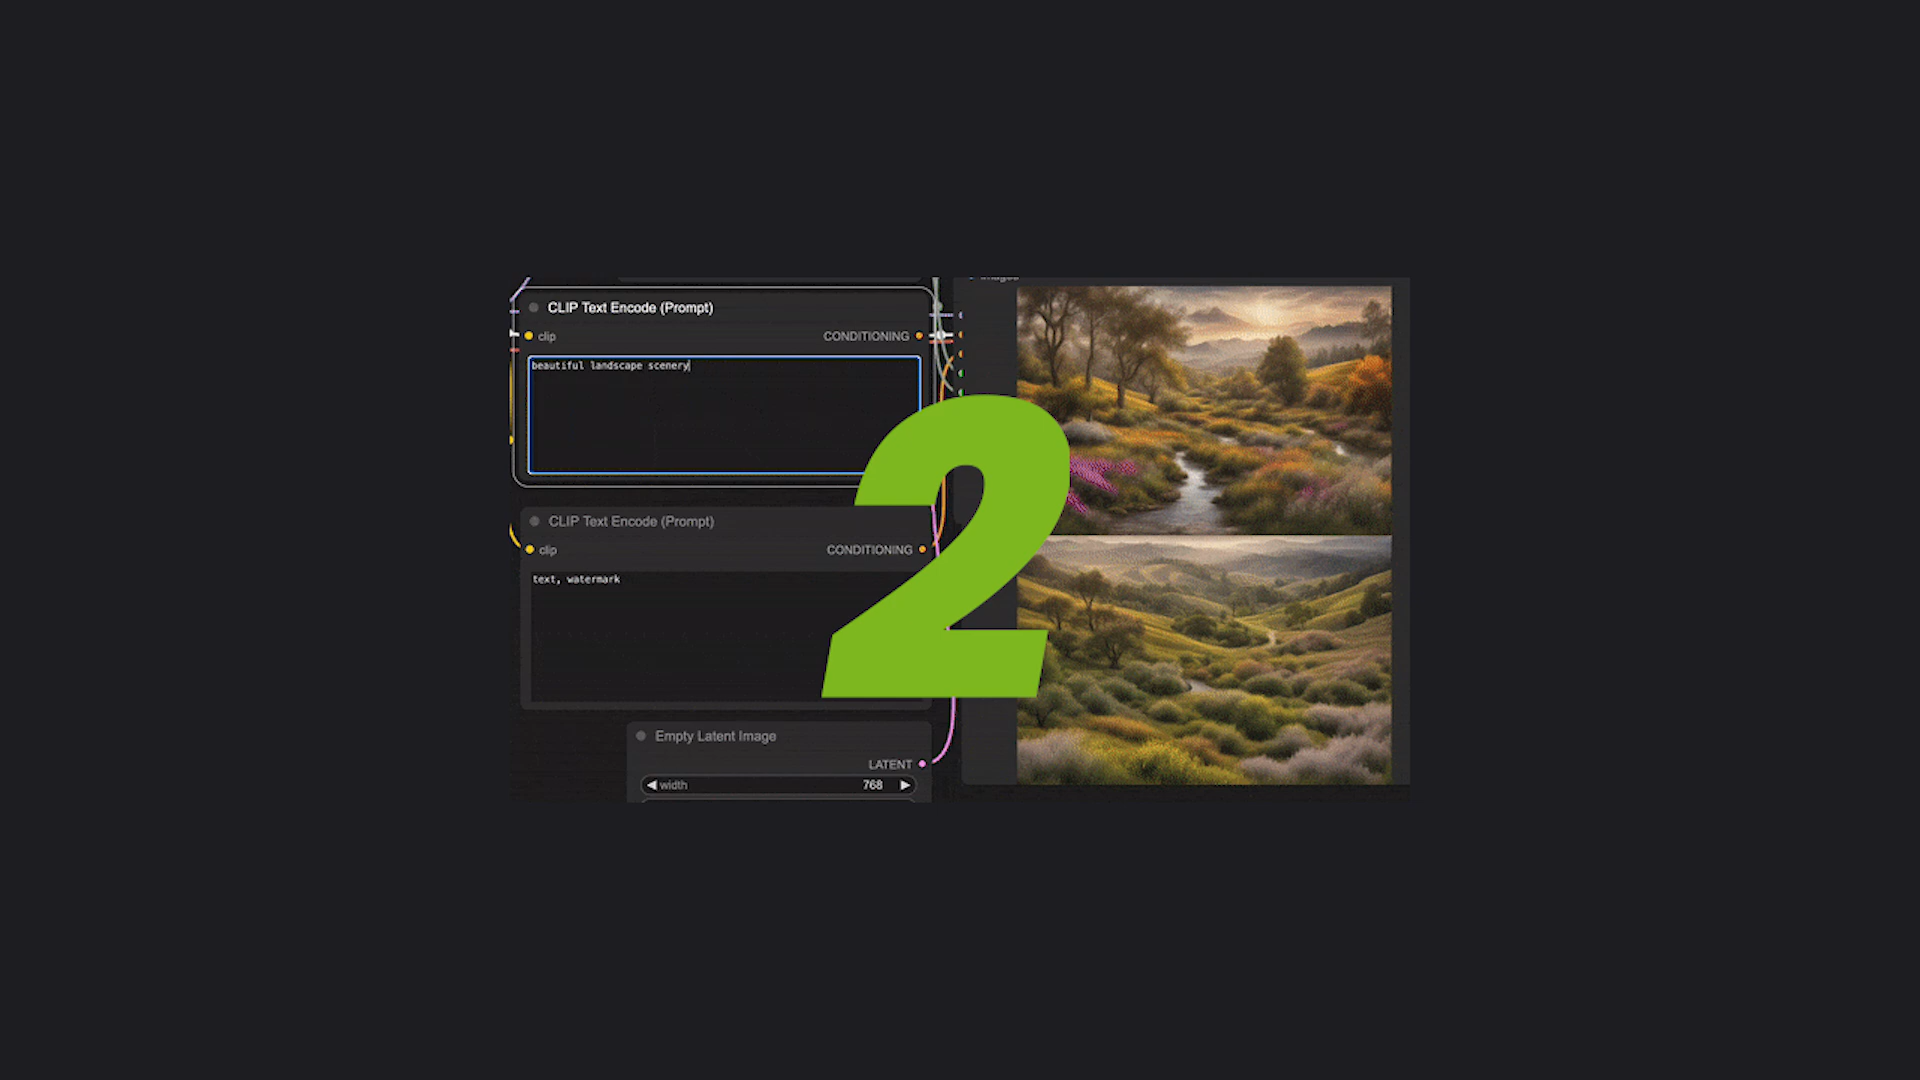 CLIP Text Encode (Prompt)
clip CONDITIONING
beautiful landscape scenery
CLIP Text Encode (Prompt)
clip CONDITIONING
text, watermark
Empty Latent Image
LATENT
width 768
2